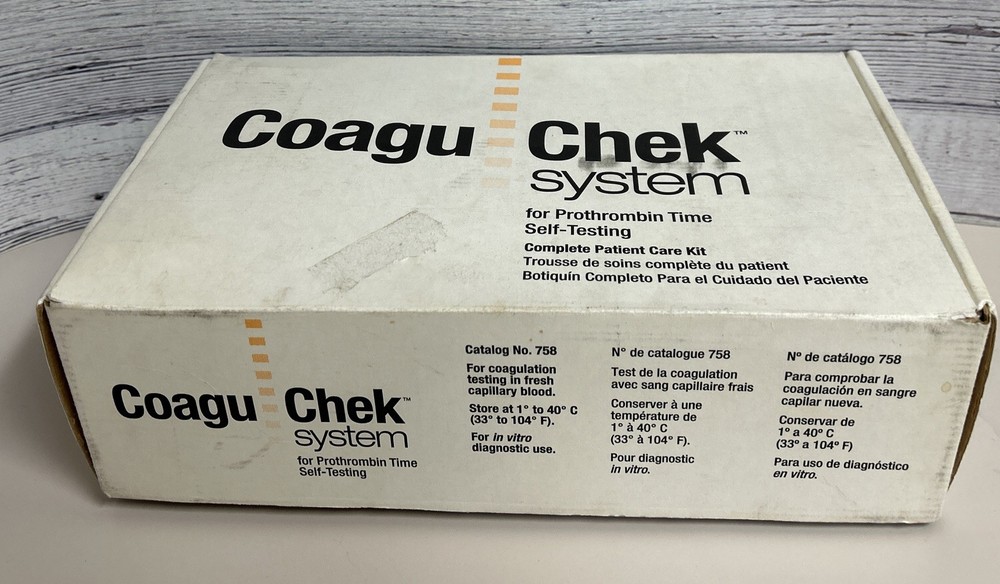 Coagu Chek™
system
for Prothrombin Time
Self-Testing
Complete Patient Care Kit
Trousse de soins complète du patient
Botiquín Completo Para el Cuidado del Paciente
Coagu Chek™
system
for Prothrombin Time
Self-Testing
Catalog No. 758
For coagulation
testing in fresh
capillary blood.
Store at 1° to 40° C
(33° to 104° F).
For in vitro
diagnostic use.
N° de catalogue 758
Test de la coagulation
avec sang capillaire frais
Conserver à une
température de
1° à 40° C
(33° à 104° F).
Pour diagnostic
in vitro.
Nº de catálogo 758
Para comprobar la
coagulación en sangre
capilar nueva.
Conservar de
1º a 40º C
(33º a 104º F)
Para uso de diagnóstico
en vitro.